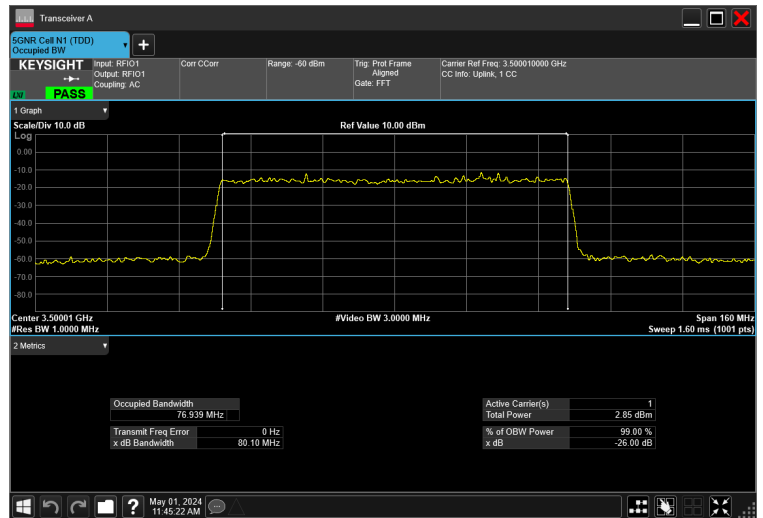 Transceiver A
5GNR Cell N1 (TDD)
Occupied BW
KEYSIGHT
LXI
PASS
Input: RFIO1
Output: RFIO1
Coupling: AC
Corr CCorr
Range: -60 dBm
Trig: Prot Frame
Aligned
Gate: FFT
Carrier Ref Freq: 3.500010000 GHz
CC Info: Uplink, 1 CC
1 Graph
Scale/Div 10.0 dB
Ref Value 10.00 dBm
Log
0.00
-10.0
-20.0
-30.0
-40.0
-50.0
-60.0
-70.0
-80.0
Center 3.50001 GHz
#Video BW 3.0000 MHz
Span 160 MHz
#Res BW 1.0000 MHz
Sweep 1.60 ms (1001 pts)
2 Metrics
Occupied Bandwidth
76.939 MHz
Transmit Freq Error 0 Hz
x dB Bandwidth 80.10 MHz
Active Carrier(s) 1
Total Power 2.85 dBm
% of OBW Power 99.00 %
x dB -26.00 dB
?
May 01, 2024
11:45:22 AM